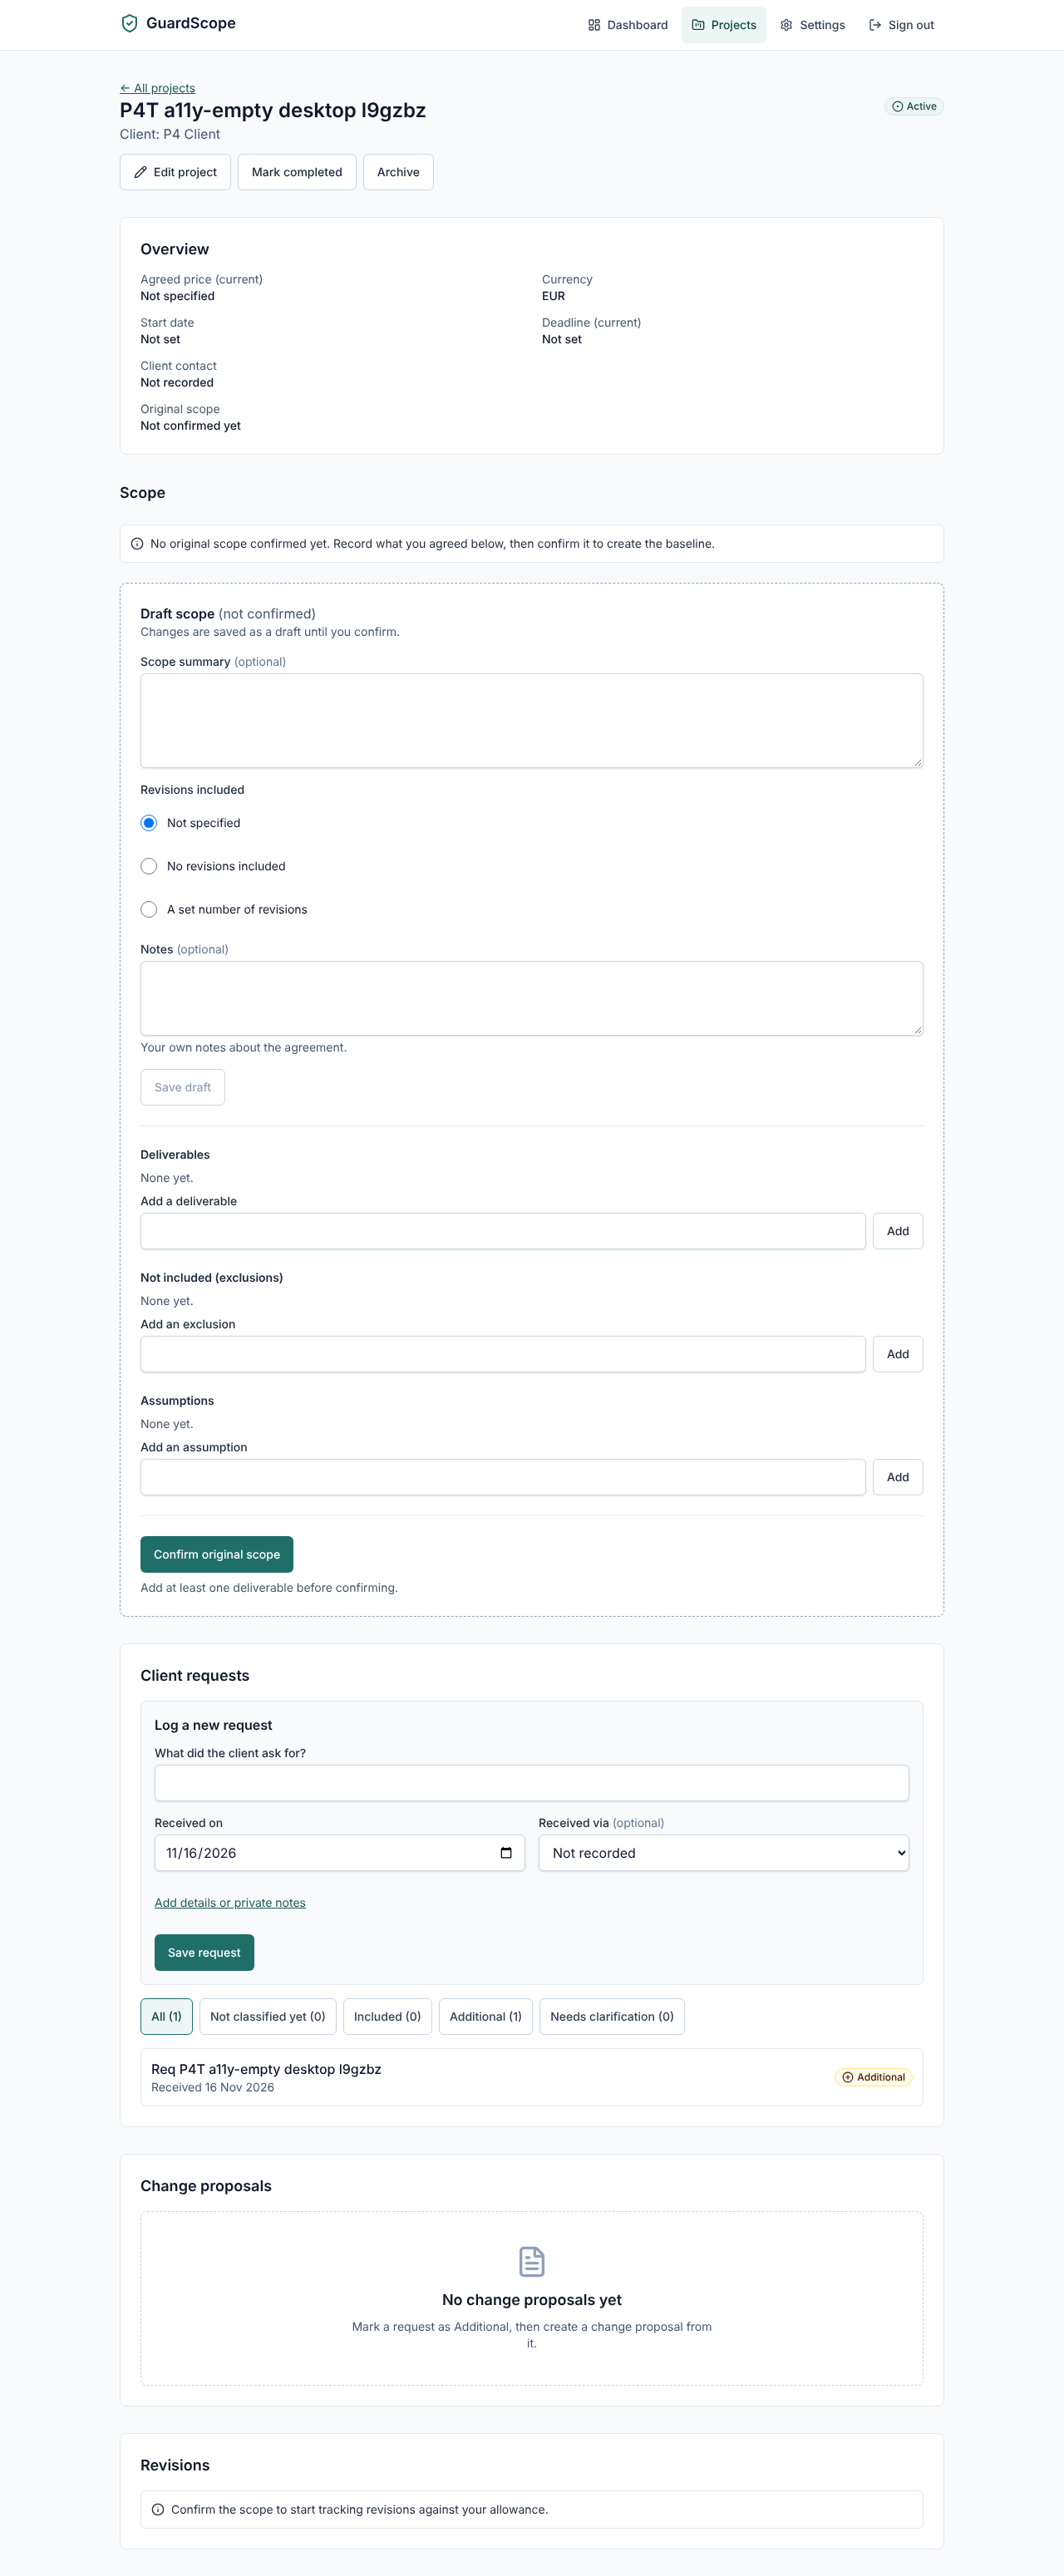 GuardScope
Dashboard
Projects
Settings
Sign out
← All projects
P4T a11y-empty desktop l9gzbz
Active
Client: P4 Client
Edit project
Mark completed
Archive
Overview
Agreed price (current)
Not specified
Currency
EUR
Start date
Not set
Deadline (current)
Not set
Client contact
Not recorded
Original scope
Not confirmed yet
Scope
No original scope confirmed yet. Record what you agreed below, then confirm it to create the baseline.
Draft scope (not confirmed)
Changes are saved as a draft until you confirm.
Scope summary (optional)
Revisions included
Not specified
No revisions included
A set number of revisions
Notes (optional)
Your own notes about the agreement.
Save draft
Deliverables
None yet.
Add a deliverable
Add
Not included (exclusions)
None yet.
Add an exclusion
Add
Assumptions
None yet.
Add an assumption
Add
Confirm original scope
Add at least one deliverable before confirming.
Client requests
Log a new request
What did the client ask for?
Received on
11/16/2026
Received via (optional)
Not recorded
Add details or private notes
Save request
All (1)
Not classified yet (0)
Included (0)
Additional (1)
Needs clarification (0)
Req P4T a11y-empty desktop l9gzbz
Received 16 Nov 2026
Additional
Change proposals
No change proposals yet
Mark a request as Additional, then create a change proposal from
it.
Revisions
Confirm the scope to start tracking revisions against your allowance.